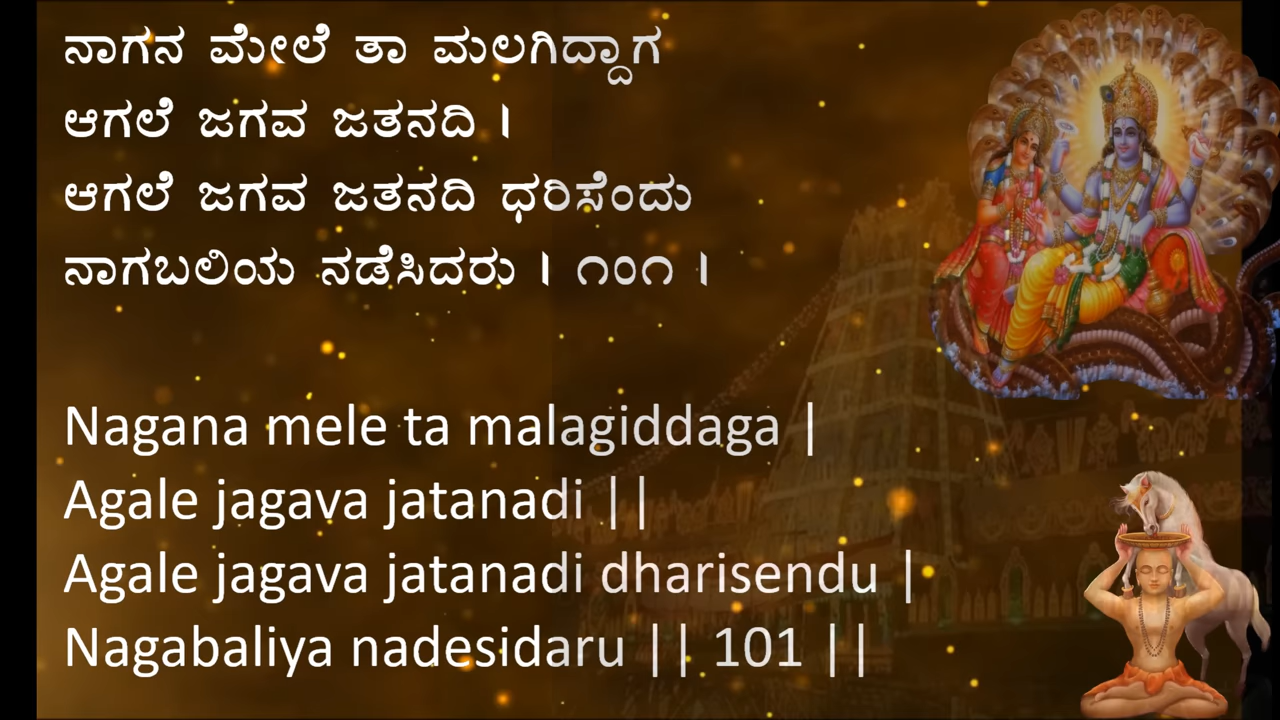 ನಾಗನ ಮೇಲೆ ತಾ ಮಲಗಿದ್ದಾಗ
ಆಗಲೆ ಜಗವ ಜತನದಿ ।
ಆಗಲೆ ಜಗವ ಜತನದಿ ಧರಿಸೆಂದು
ನಾಗಬಲಿಯ ನಡೆಸಿದರು । ೧೦೧ ।
Nagana mele ta malagiddaga |
Agale jagava jatanadi ||
Agale jagava jatanadi dharisendu |
Nagabaliya nadesidaru || 101 ||